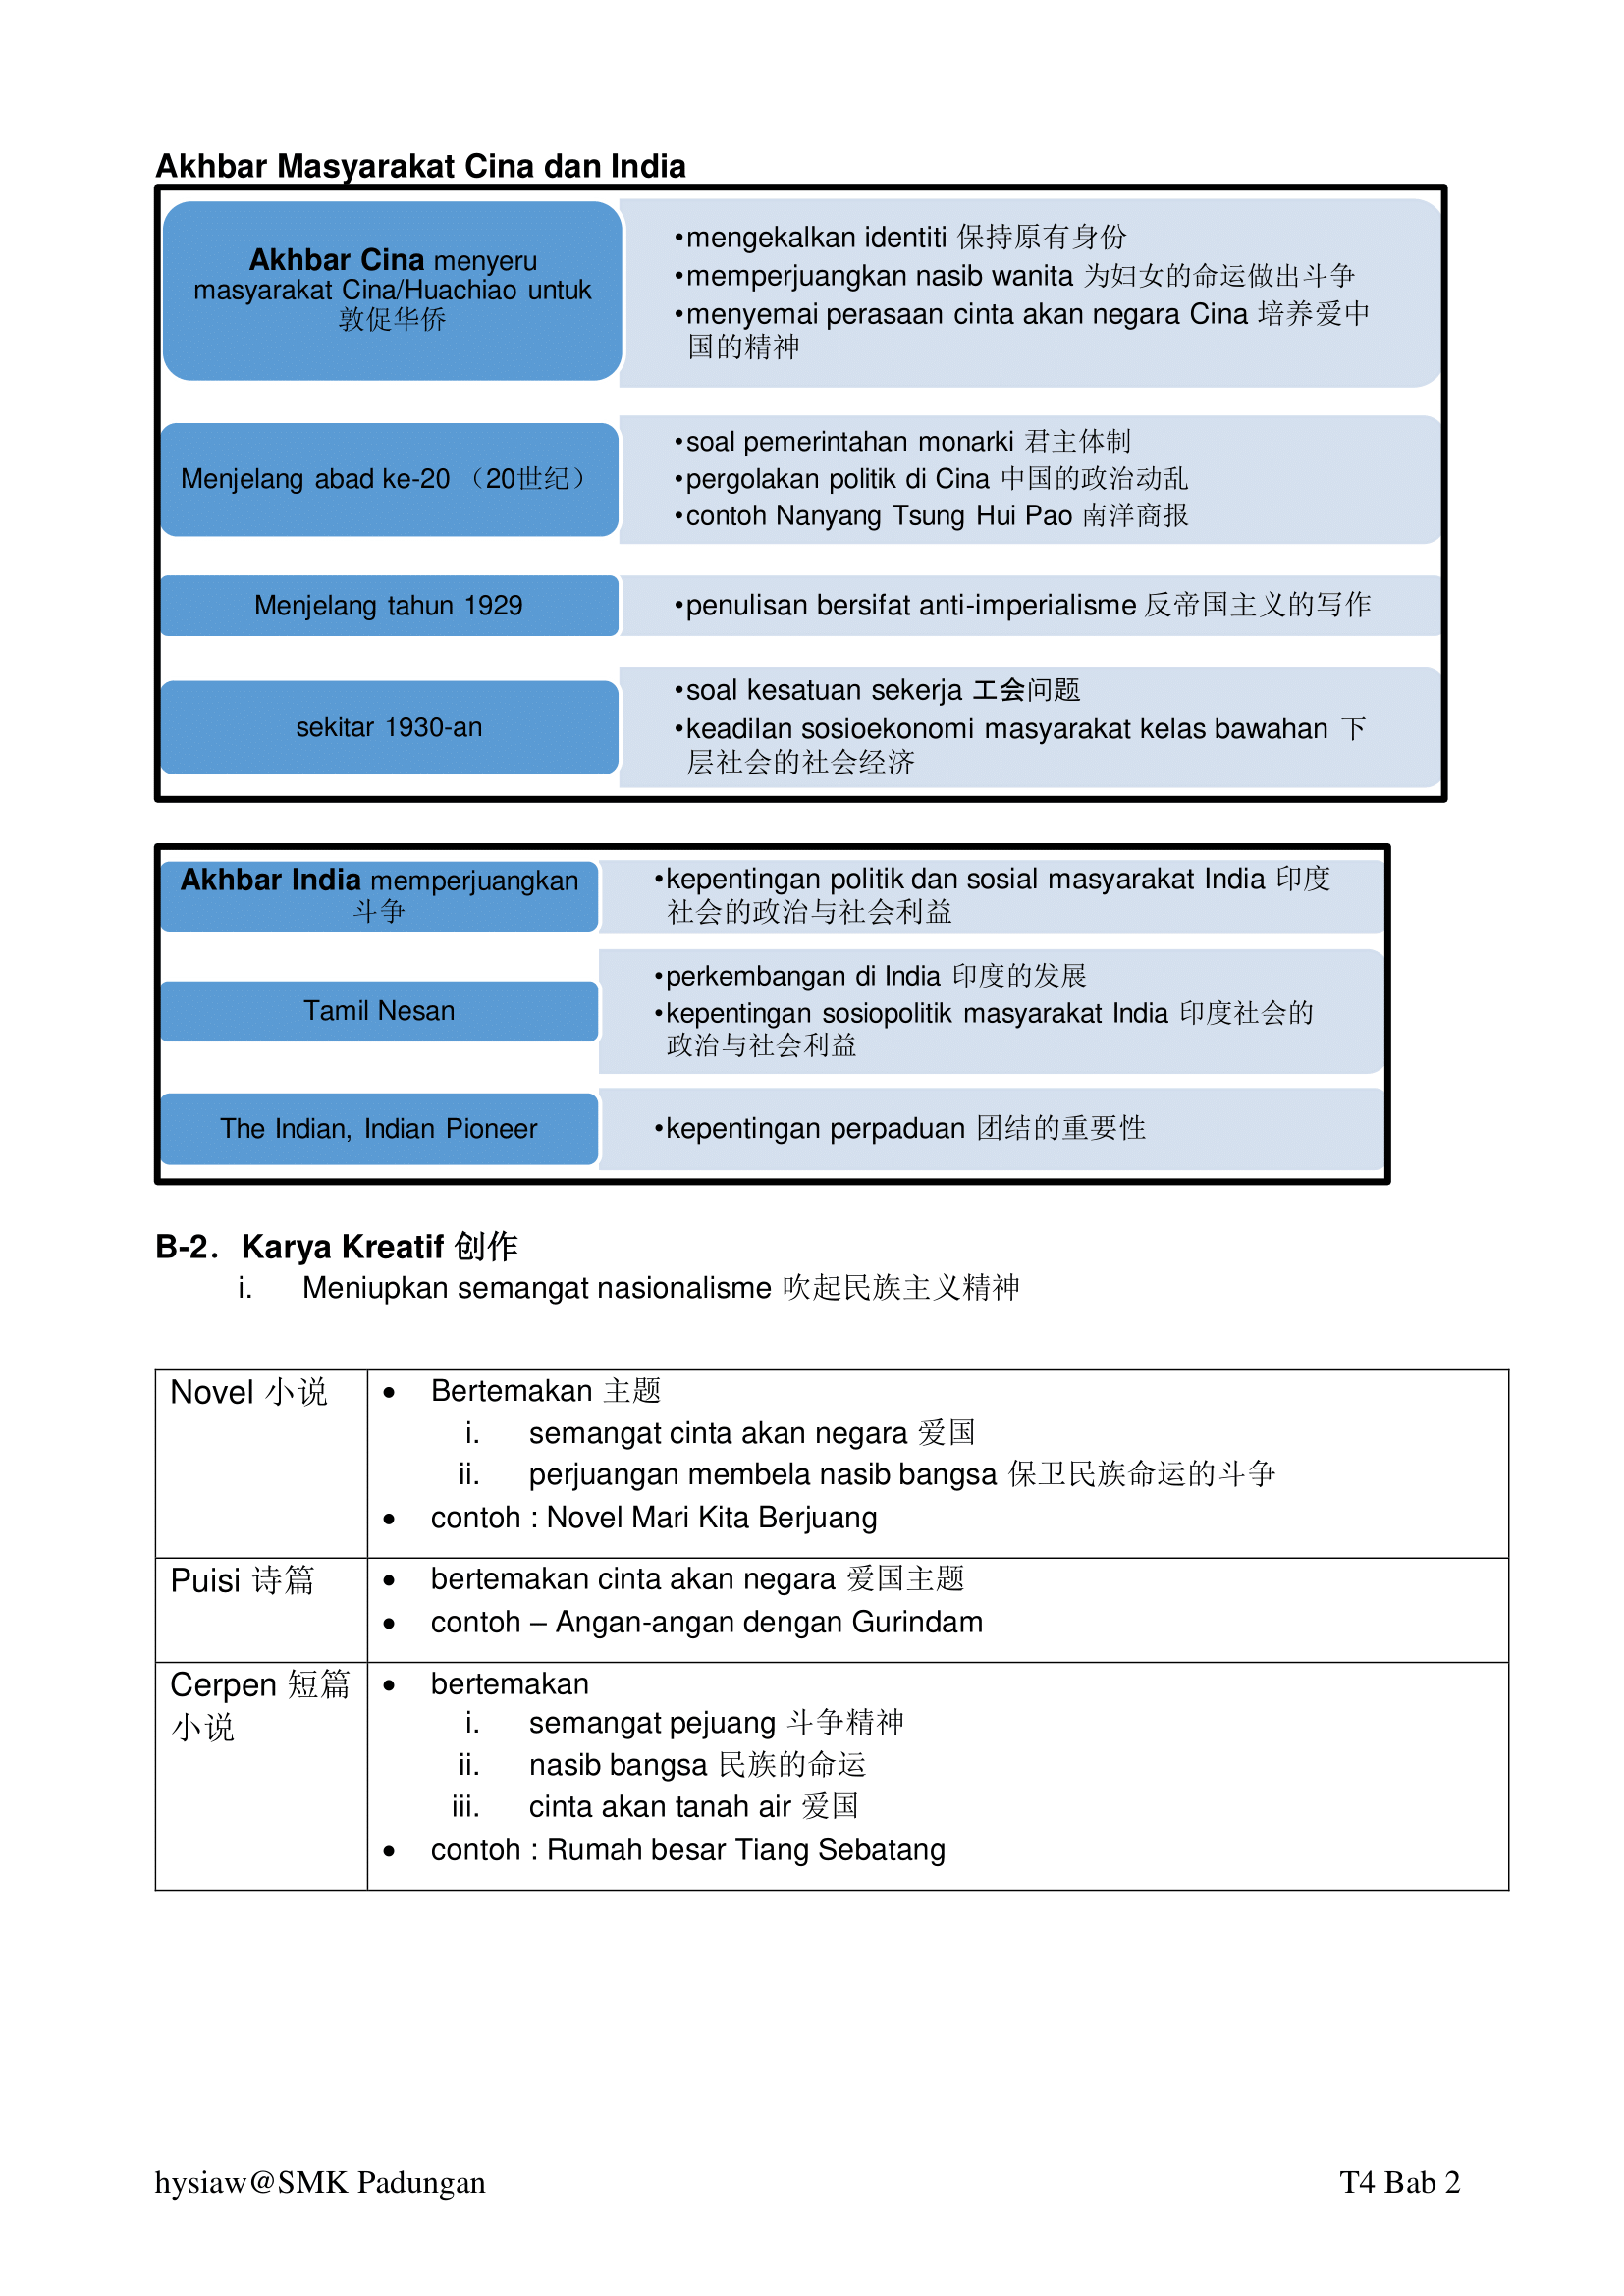 Akhbar Masyarakat Cina dan India
Akhbar Cina menyeru
masyarakat Cina/Huachiao untuk
敦促华侨
•mengekalkan identiti 保持原有身份
•memperjuangkan nasib wanita 为妇女的命运做出斗争
•menyemai perasaan cinta akan negara Cina 培养爱中
国的精神
Menjelang abad ke-20 （20世纪）
•soal pemerintahan monarki 君主体制
•pergolakan politik di Cina 中国的政治动乱
•contoh Nanyang Tsung Hui Pao 南洋商报
Menjelang tahun 1929
•penulisan bersifat anti-imperialisme 反帝国主义的写作
sekitar 1930-an
•soal kesatuan sekerja 工会问题
•keadilan sosioekonomi masyarakat kelas bawahan 下
层社会的社会经济
Akhbar India memperjuangkan
斗争
•kepentingan politik dan sosial masyarakat India 印度
社会的政治与社会利益
Tamil Nesan
•perkembangan di India 印度的发展
•kepentingan sosiopolitik masyarakat India 印度社会的
政治与社会利益
The Indian, Indian Pioneer
•kepentingan perpaduan 团结的重要性
B-2. Karya Kreatif 创作
i. Meniupkan semangat nasionalisme 吹起民族主义精神
Novel 小说
• Bertemakan 主题
i. semangat cinta akan negara 爱国
ii. perjuangan membela nasib bangsa 保卫民族命运的斗争
• contoh : Novel Mari Kita Berjuang
Puisi 诗篇
• bertemakan cinta akan negara 爱国主题
• contoh – Angan-angan dengan Gurindam
Cerpen 短篇
小说
• bertemakan
i. semangat pejuang 斗争精神
ii. nasib bangsa 民族的命运
iii. cinta akan tanah air 爱国
• contoh : Rumah besar Tiang Sebatang
hysiaw@SMK Padungan
T4 Bab 2